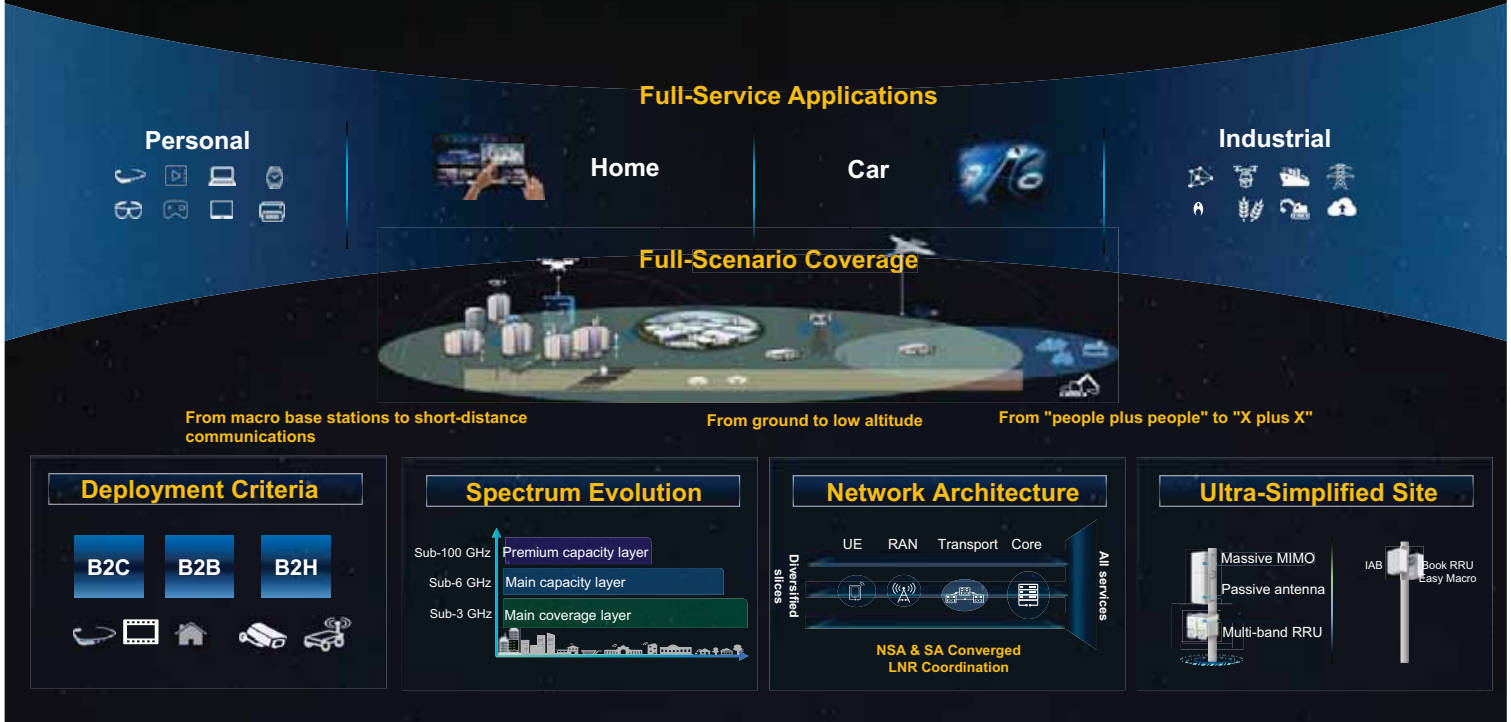 Full-Service Applications
Personal
Home
Car
Industrial
Full-Scenario Coverage
From macro base stations to short-distance
communications
From ground to low altitude
From "people plus people" to "X plus X"
Deployment Criteria
B2C
B2B
B2H
Spectrum Evolution
Sub-100 GHz
Premium capacity layer
Sub-6 GHz
Main capacity layer
Sub-3 GHz
Main coverage layer
Network Architecture
UE
RAN
Transport
Core
Diversified
slices
All services
NSA & SA Converged
LNR Coordination
Ultra-Simplified Site
Massive MIMO
Passive antenna
Multi-band RRU
IAB
Book RRU
Easy Macro